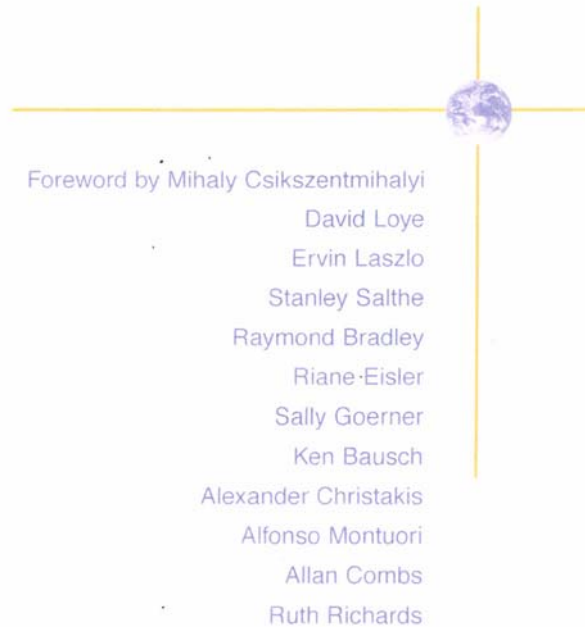 Foreword by Mihaly Csikszentmihalyi
David Loye
Ervin Laszlo
Stanley Salthe
Raymond Bradley
Riane Eisler
Sally Goerner
Ken Bausch
Alexander Christakis
Alfonso Montuori
Allan Combs
Ruth Richards